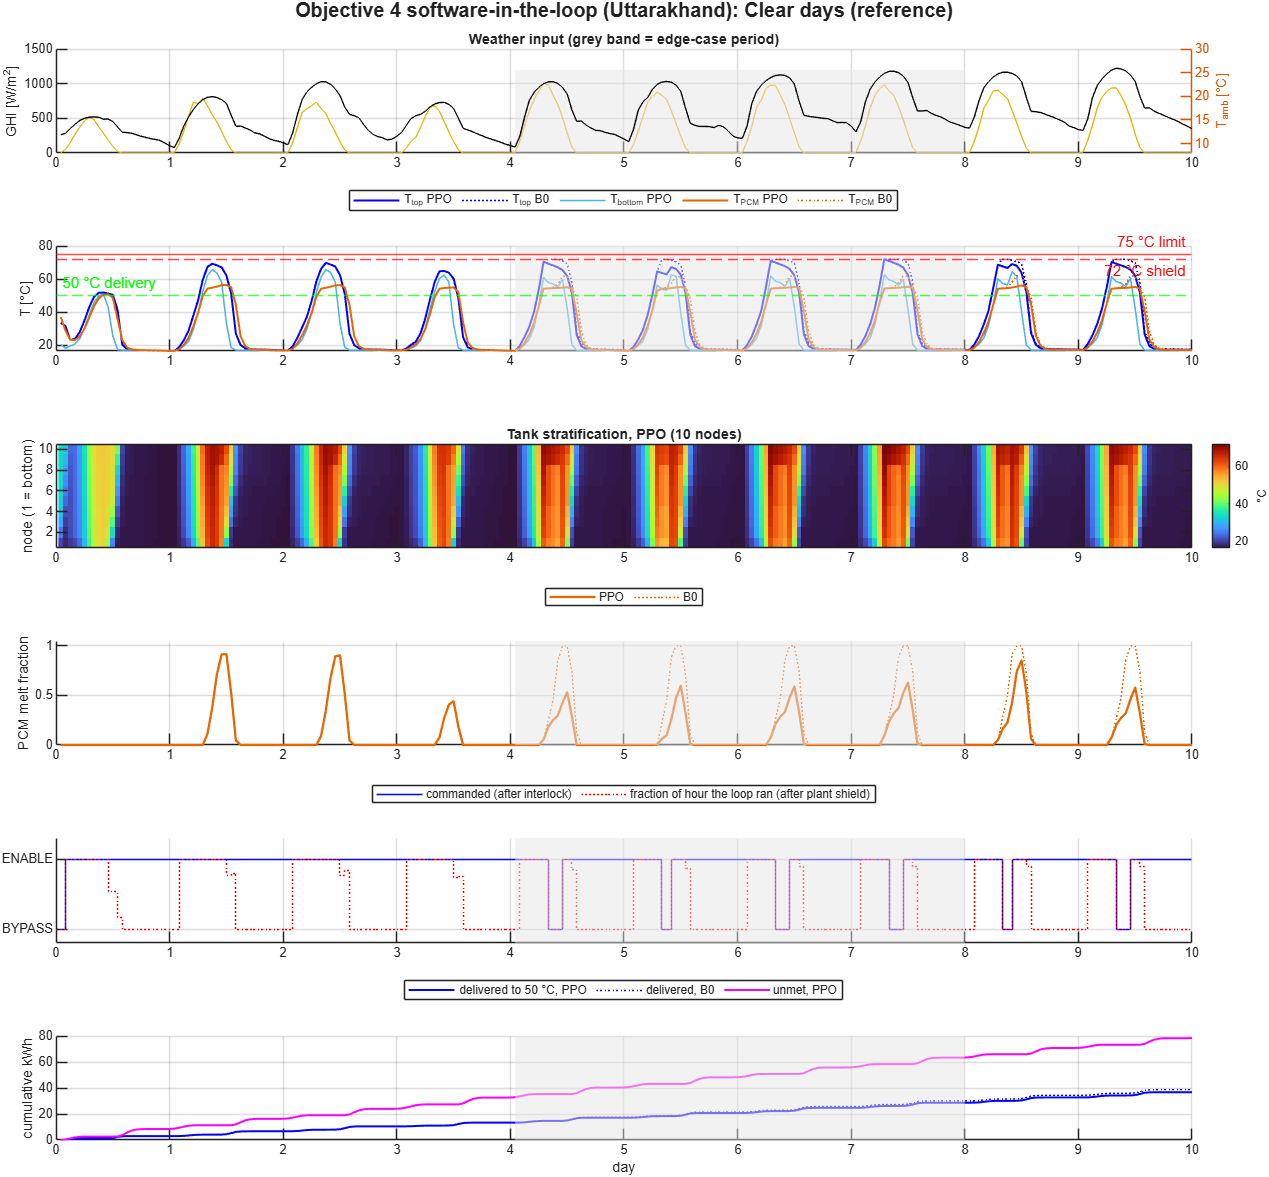 Objective 4 software-in-the-loop (Uttarakhand): Clear days (reference)
Weather input (grey band = edge-case period)
GHI [W/m2]
1500
1000
500
0
30
25
20
15
10
Tamb [°C]
0 1 2 3 4 5 6 7 8 9 10
Ttop PPO Ttop B0 Tbottom PPO TPCM PPO TPCM B0
T [°C]
80
60
40
20
75 °C limit
72 °C shield
50 °C delivery
0 1 2 3 4 5 6 7 8 9 10
Tank stratification, PPO (10 nodes)
node (1 = bottom)
10
8
6
4
2
60
40
20
°C
0 1 2 3 4 5 6 7 8 9 10
PPO B0
PCM melt fraction
1
0.5
0
0 1 2 3 4 5 6 7 8 9 10
commanded (after interlock) fraction of hour the loop ran (after plant shield)
ENABLE
BYPASS
0 1 2 3 4 5 6 7 8 9 10
delivered to 50 °C, PPO delivered, B0 unmet, PPO
cumulative kWh
80
60
40
20
0
0 1 2 3 4 5 6 7 8 9 10
day